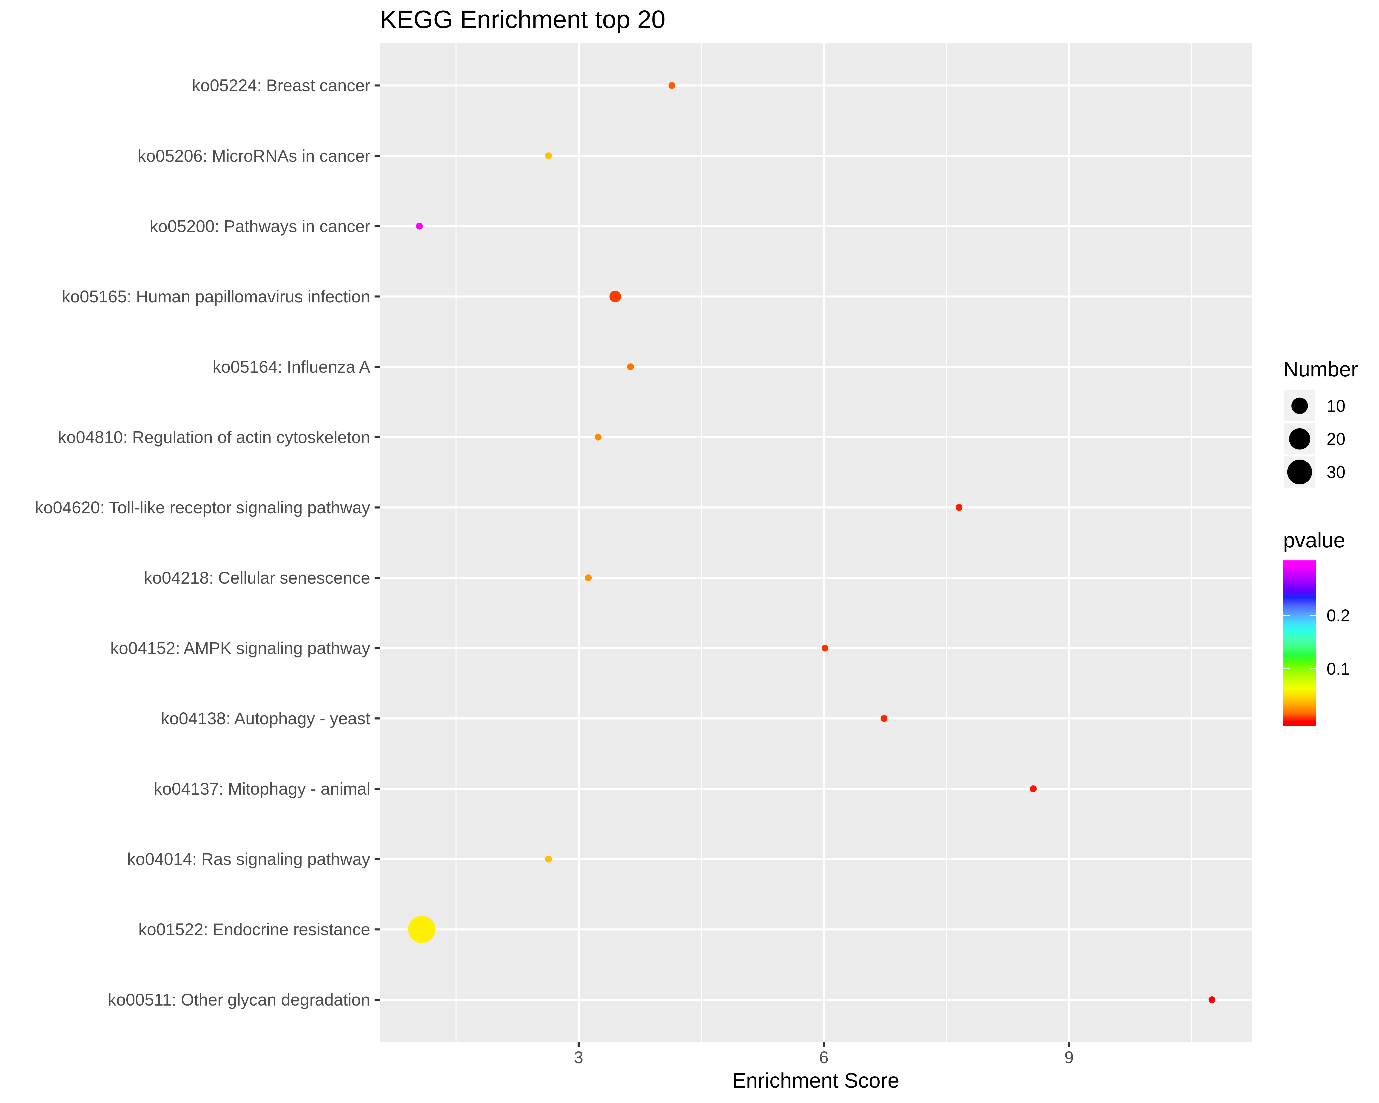 KEGG Enrichment top 20
ko05224: Breast cancer
ko05206: MicroRNAs in cancer
ko05200: Pathways in cancer
ko05165: Human papillomavirus infection
ko05164: Influenza A
ko04810: Regulation of actin cytoskeleton
ko04620: Toll-like receptor signaling pathway
ko04218: Cellular senescence
ko04152: AMPK signaling pathway
ko04138: Autophagy - yeast
ko04137: Mitophagy - animal
ko04014: Ras signaling pathway
ko01522: Endocrine resistance
ko00511: Other glycan degradation
3 6 9
Enrichment Score
Number
10
20
30
pvalue
0.2
0.1